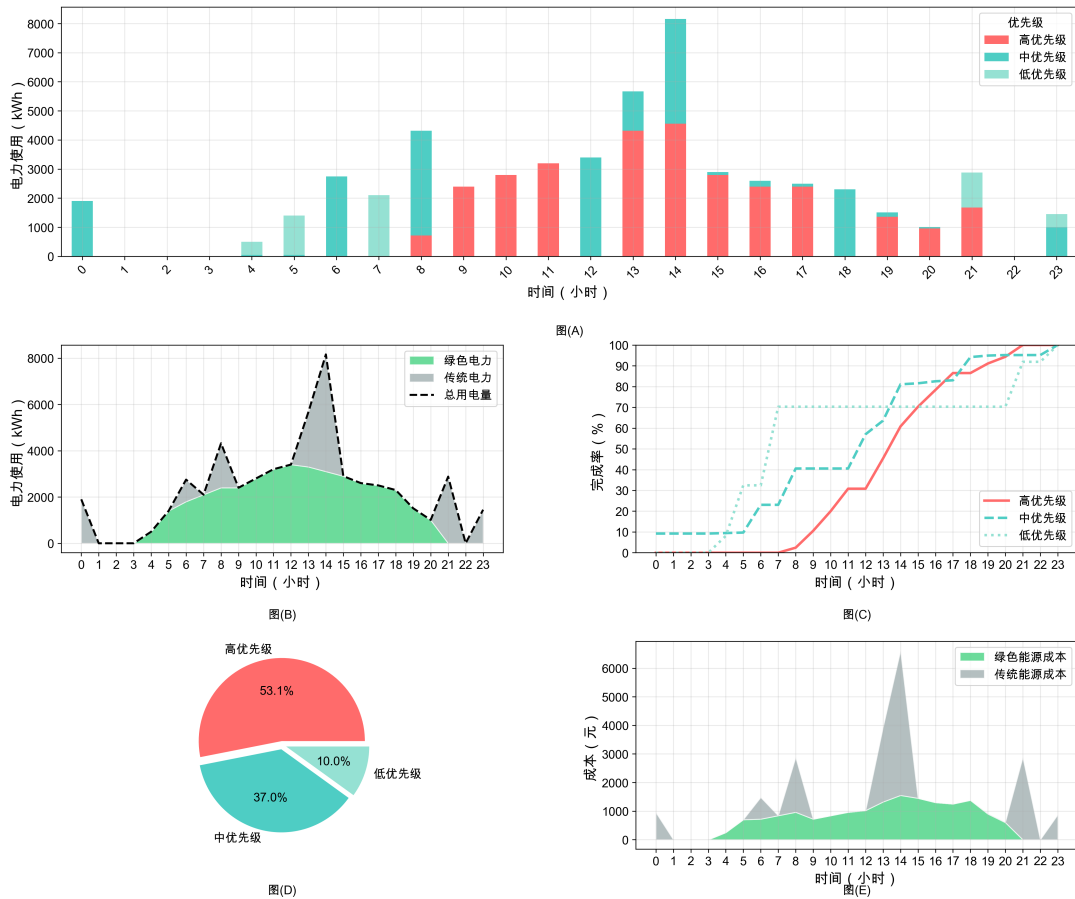 8000
7000
6000
5000
4000
3000
2000
1000
0
电力使用（kWh）
优先级
高优先级
中优先级
低优先级
0 1 2 3 4 5 6 7 8 9 10 11 12 13 14 15 16 17 18 19 20 21 22 23
时间（小时）
图(A)
8000
6000
4000
2000
0
电力使用（kWh）
绿色电力
传统电力
总用电量
0 1 2 3 4 5 6 7 8 9 10 11 12 13 14 15 16 17 18 19 20 21 22 23
时间（小时）
图(B)
100
90
80
70
60
50
40
30
20
10
0
完成率（%）
高优先级
中优先级
低优先级
0 1 2 3 4 5 6 7 8 9 10 11 12 13 14 15 16 17 18 19 20 21 22 23
时间（小时）
图(C)
高优先级
53.1%
10.0%
低优先级
37.0%
中优先级
图(D)
6000
5000
4000
3000
2000
1000
0
成本（元）
绿色能源成本
传统能源成本
0 1 2 3 4 5 6 7 8 9 10 11 12 13 14 15 16 17 18 19 20 21 22 23
时间（小时）
图(E)